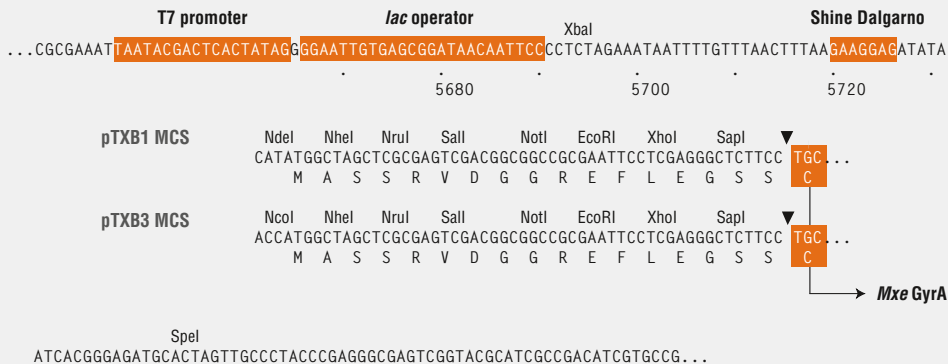 T7 promoter lac operator Shine Dalgarno
XbaI
...CGCGAAATTAATACGACTCACTATAGGGGAATTGTGAGCGGATAACAATTCCCCTCTAGAAATAATTTTGTTTAACTTTAAGAAGGAGATATA
. . . . . . .
5680 5700 5720
pTXB1 MCS NdeI NheI NruI SalI NotI EcoRI XhoI SapI ▼
CATATGGCTAGCTCGCGAGTCGACGGCGGCCGCGAATTCCTCGAGGGCTCTTCC TGC...
M A S S R V D G G R E F L E G S S C
pTXB3 MCS NcoI NheI NruI SalI NotI EcoRI XhoI SapI ▼
ACCATGGCTAGCTCGCGAGTCGACGGCGGCCGCGAATTCCTCGAGGGCTCTTCC TGC...
M A S S R V D G G R E F L E G S S C
Mxe GyrA
SpeI
ATCACGGGAGATGCACTAGTTGCCCTACCCGAGGGCGAGTCGGTACGCATCGCCGACATCGTGCCG...